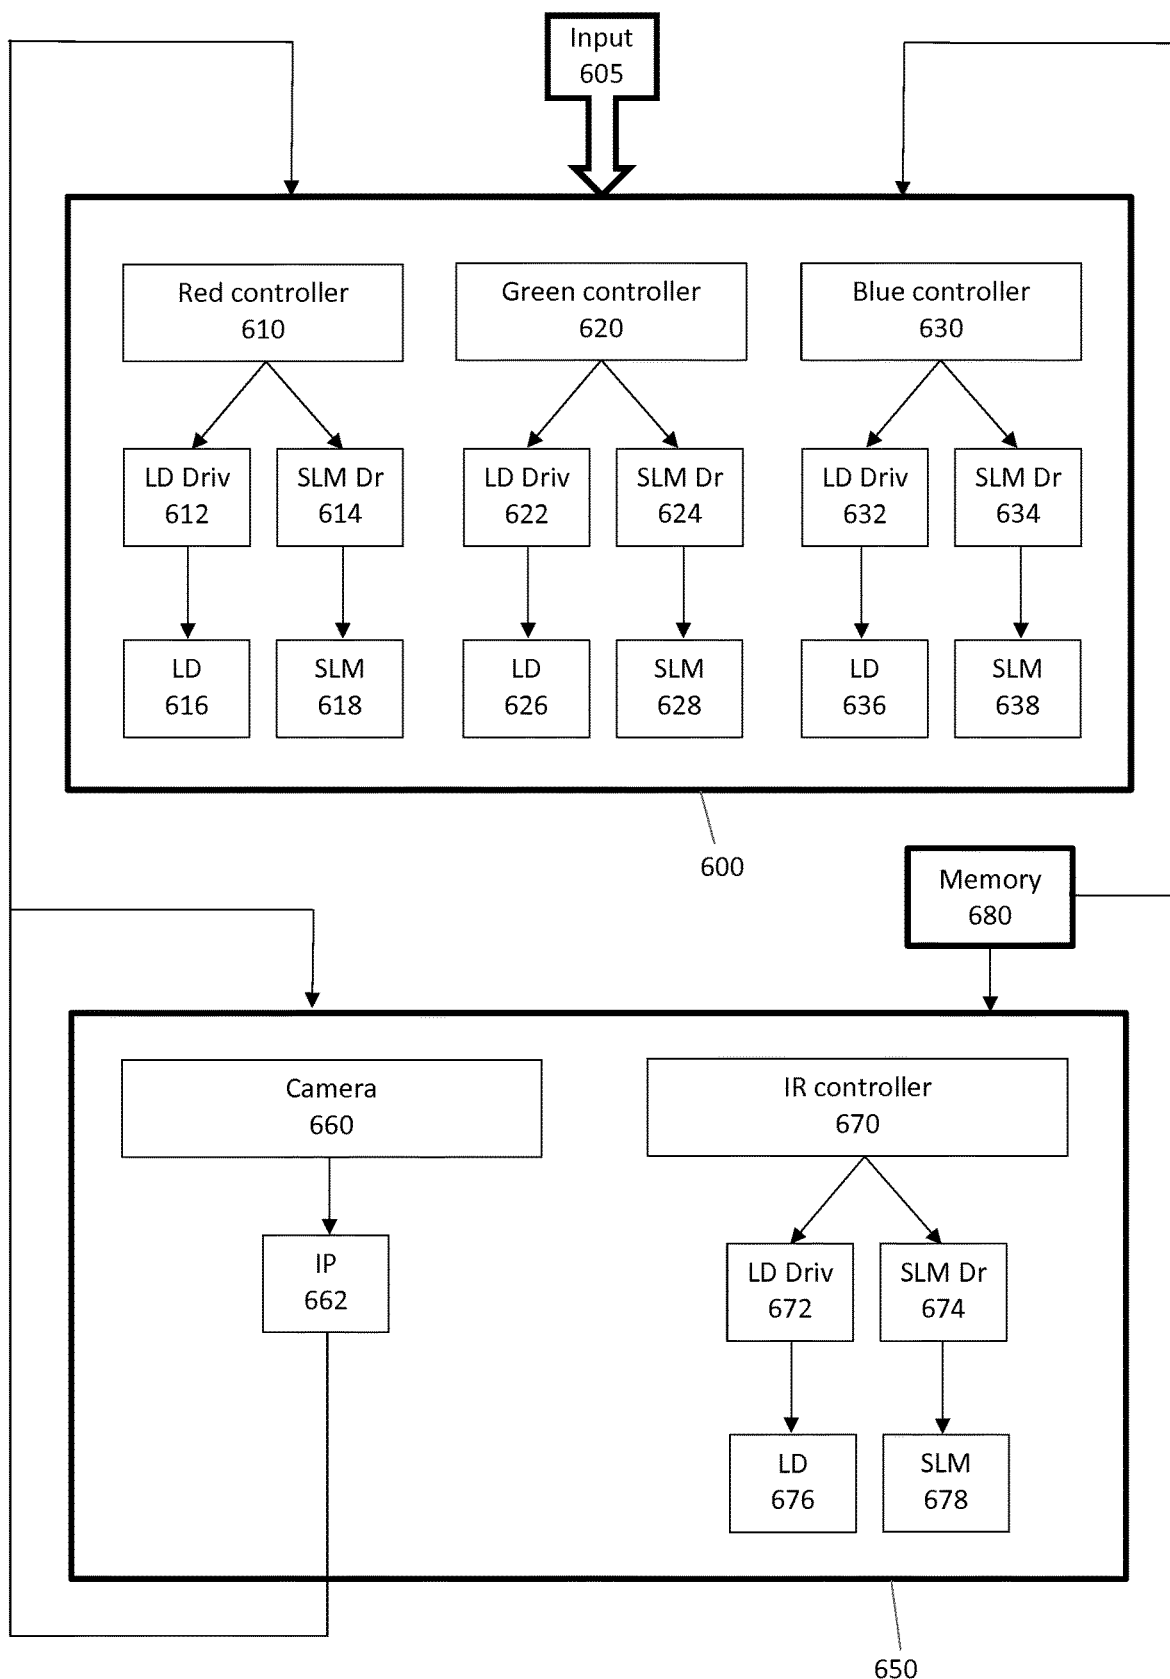 Input
605
Red controller
610
Green controller
620
Blue controller
630
LD Driv
612
SLM Dr
614
LD Driv
622
SLM Dr
624
LD Driv
632
SLM Dr
634
LD
616
SLM
618
LD
626
SLM
628
LD
636
SLM
638
600
Memory
680
Camera
660
IR controller
670
IP
662
LD Driv
672
SLM Dr
674
LD
676
SLM
678
650